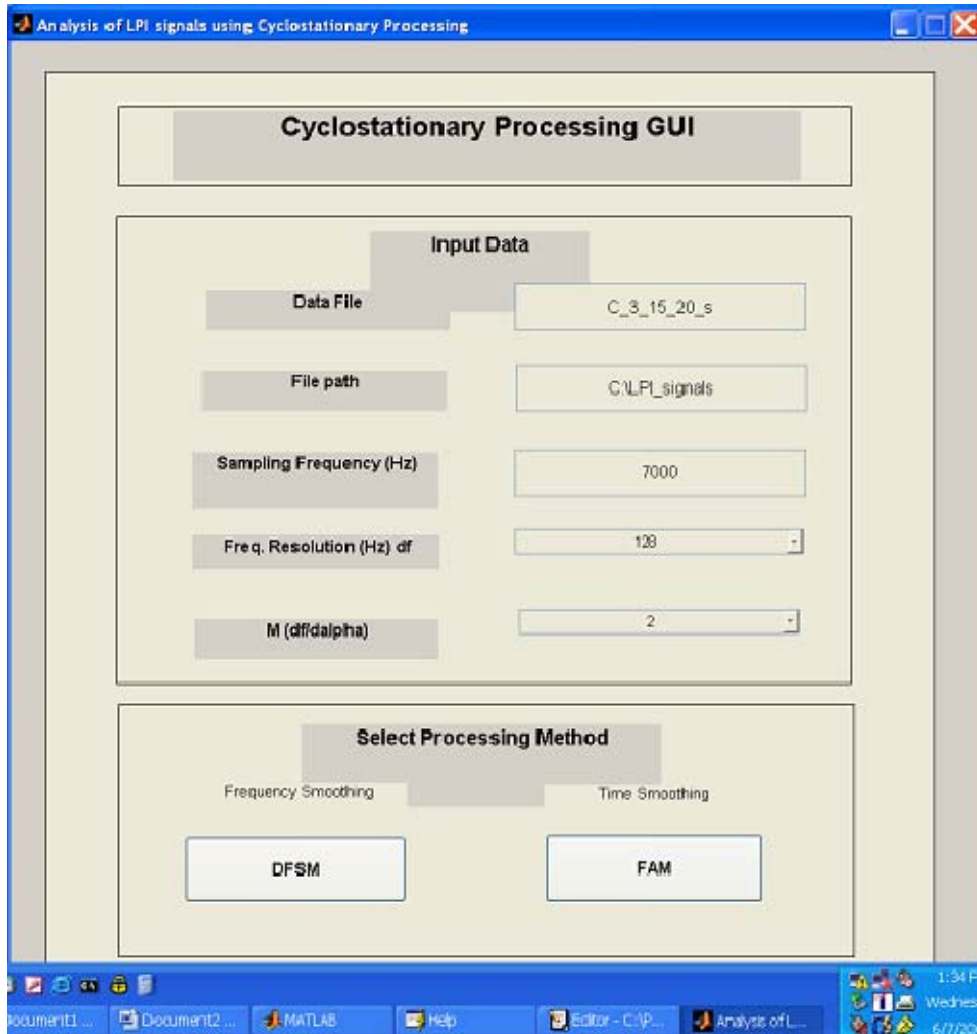 Analysis of LPI signals using Cyclostationary Processing
Cyclostationary Processing GUI
Input Data
Data File
C_3_15_20_s
File path
C:\LPI_signals
Sampling Frequency (Hz)
7000
Freq. Resolution (Hz) df
128
M (df/dalpha)
2
Select Processing Method
Frequency Smoothing
Time Smoothing
DFSM
FAM
1:34 P
Wednes
ocument1 ...
Document2 ...
MATLAB
Help
Editor - C:\P...
Analysis of L...